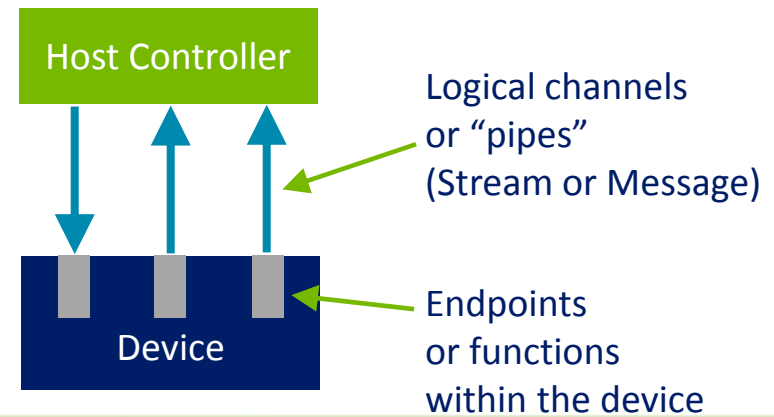 Host Controller
Logical channels
or “pipes”
(Stream or Message)
Endpoints
or functions
within the device
Device